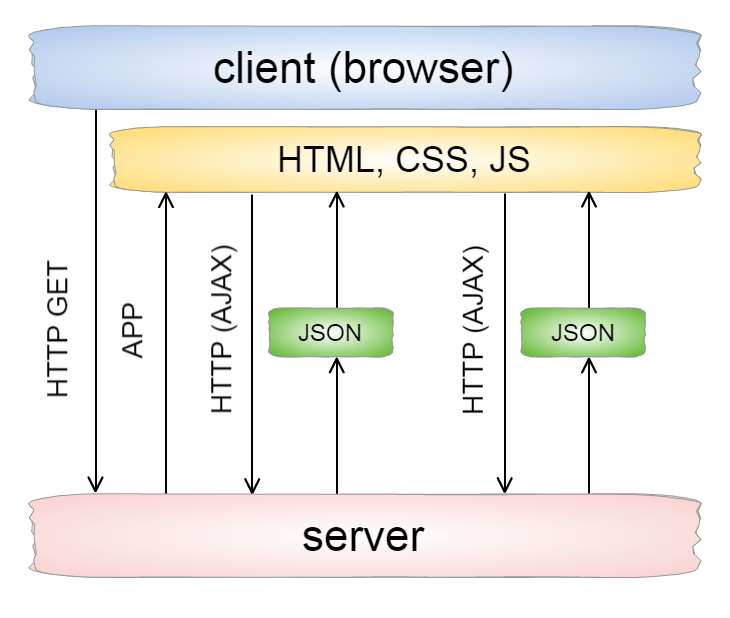 client (browser)
HTML, CSS, JS
HTTP GET
APP
HTTP (AJAX)
JSON
HTTP (AJAX)
JSON
server